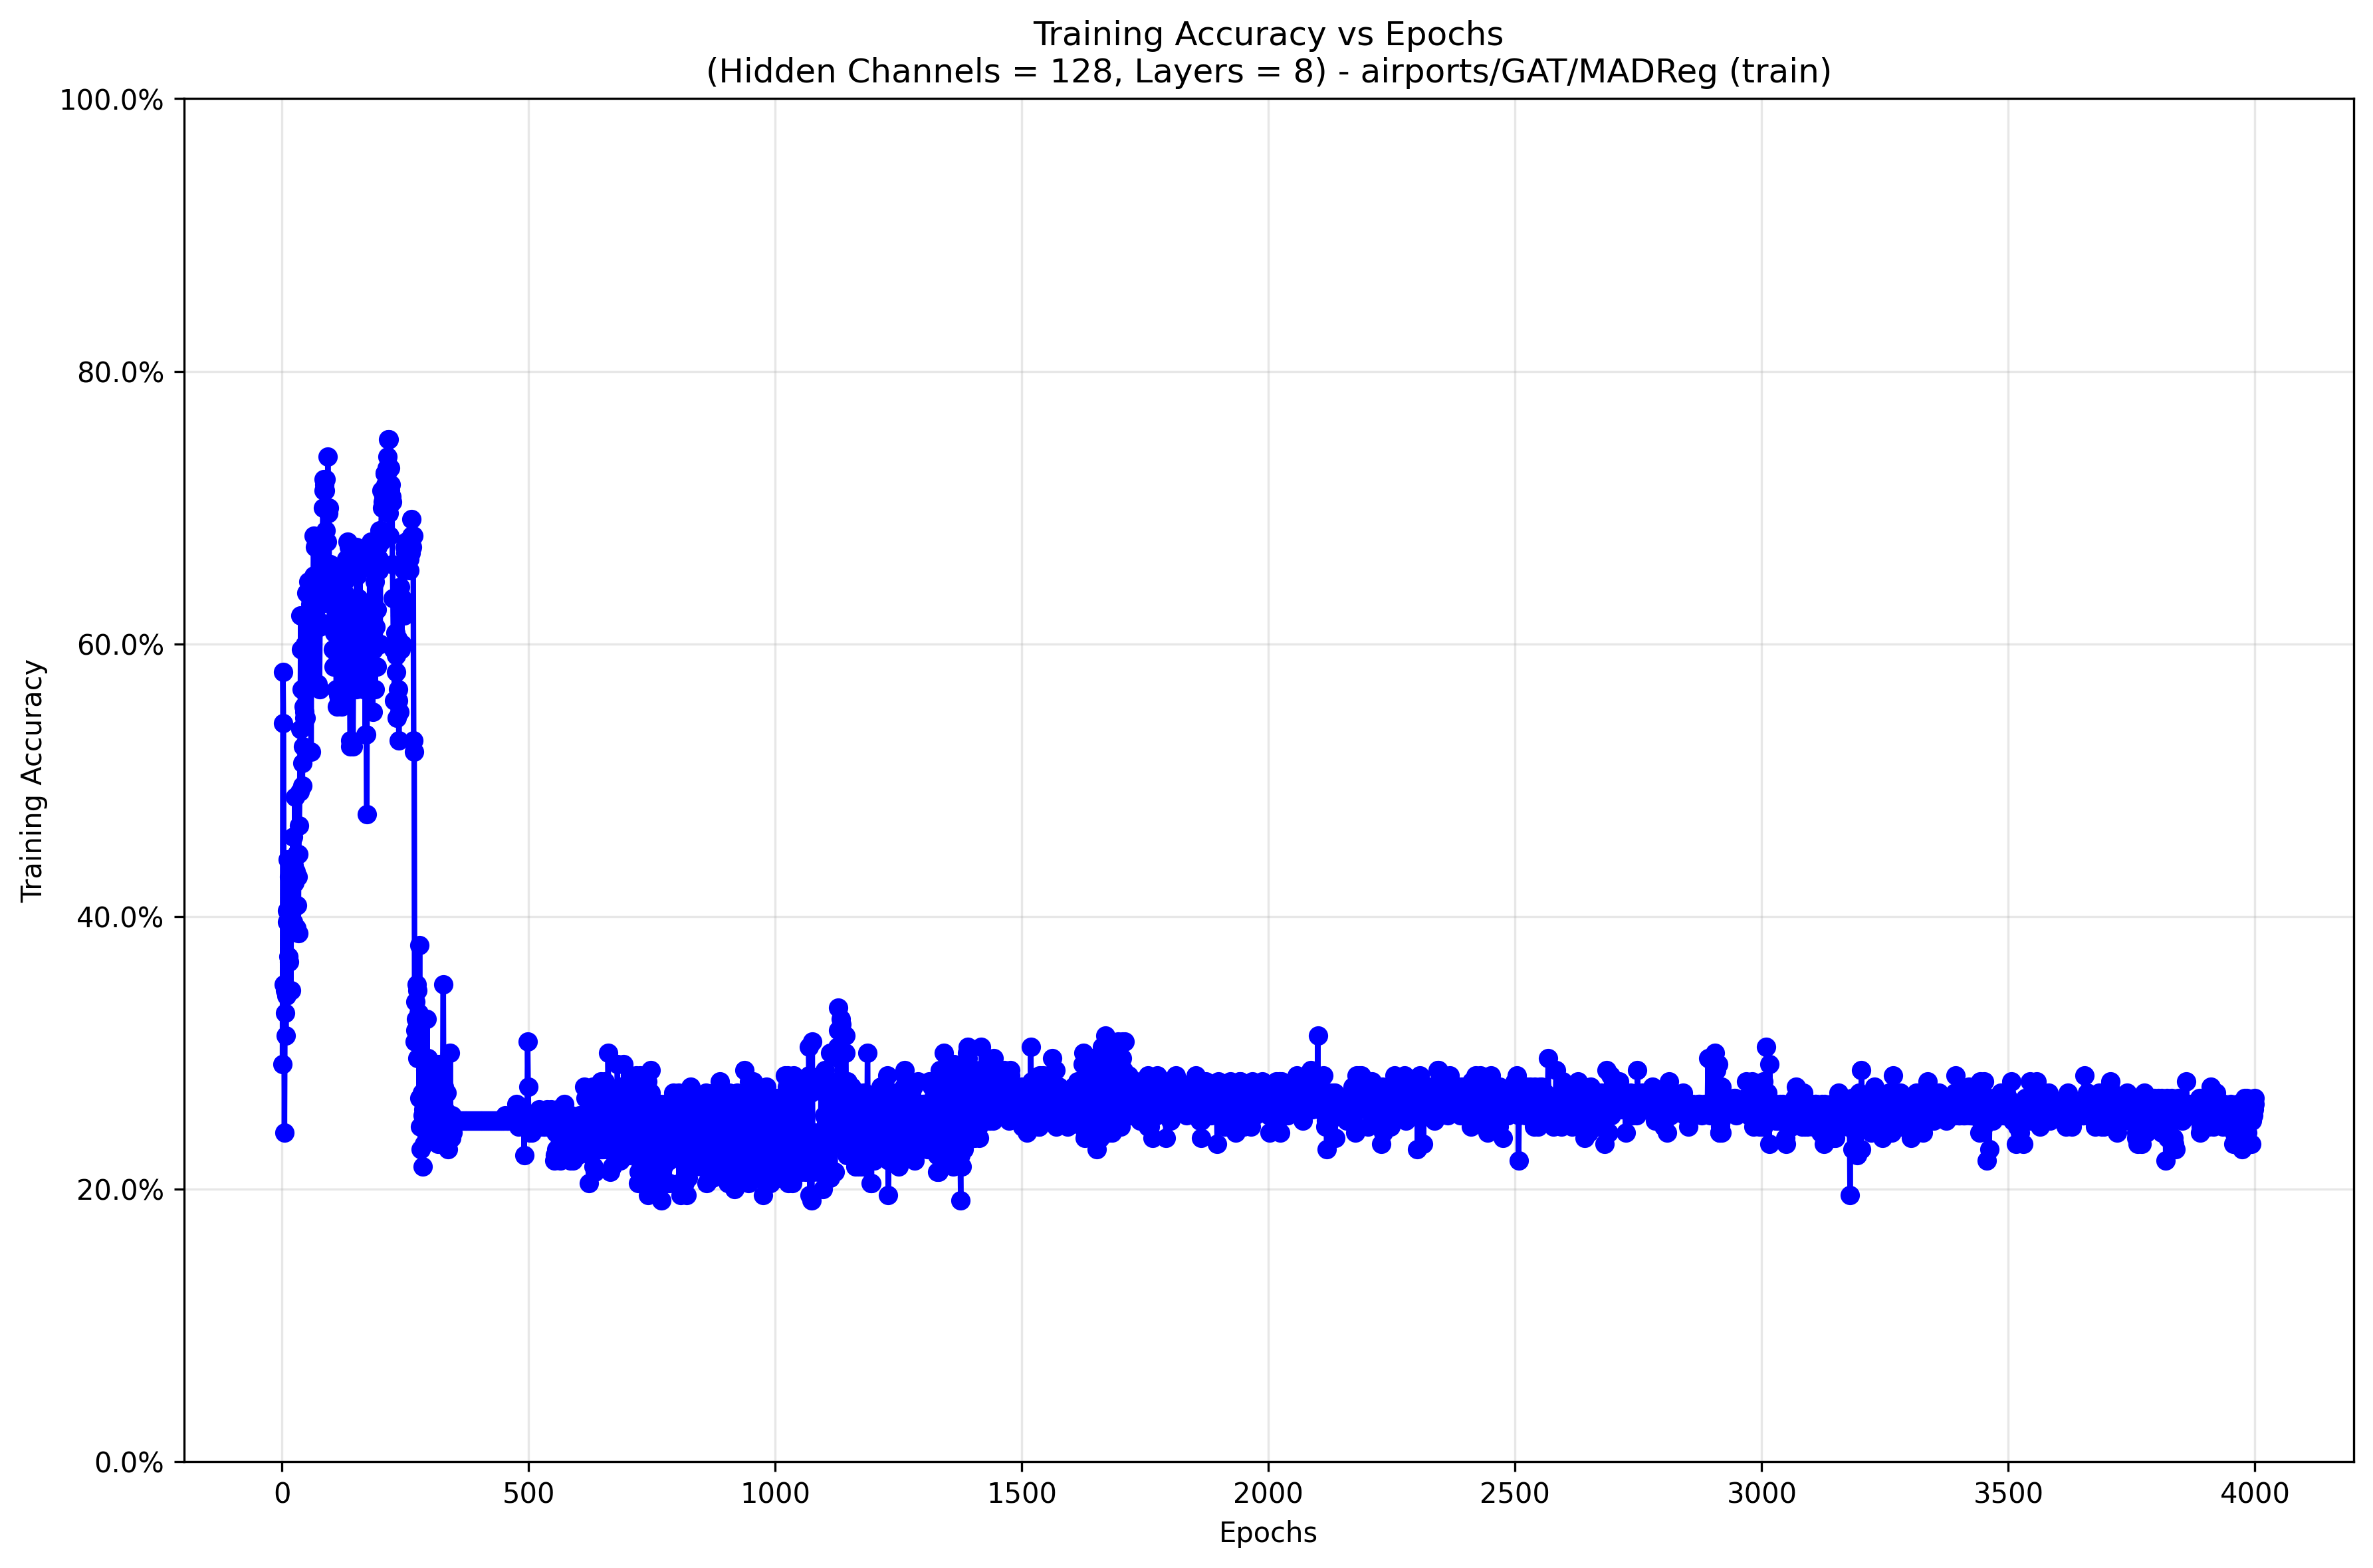 Training Accuracy vs Epochs
(Hidden Channels = 128, Layers = 8) - airports/GAT/MADReg (train)
100.0%
80.0%
60.0%
40.0%
20.0%
0.0%
Training Accuracy
0 500 1000 1500 2000 2500 3000 3500 4000
Epochs